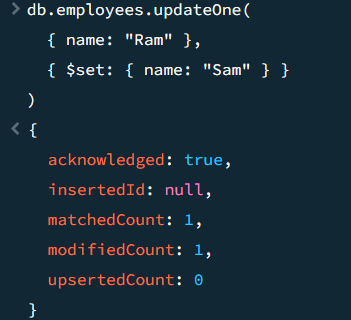 > db.employees.updateOne(
{ name: "Ram" },
{ $set: { name: "Sam" } }
)
< {
acknowledged: true,
insertedId: null,
matchedCount: 1,
modifiedCount: 1,
upsertedCount: 0
}